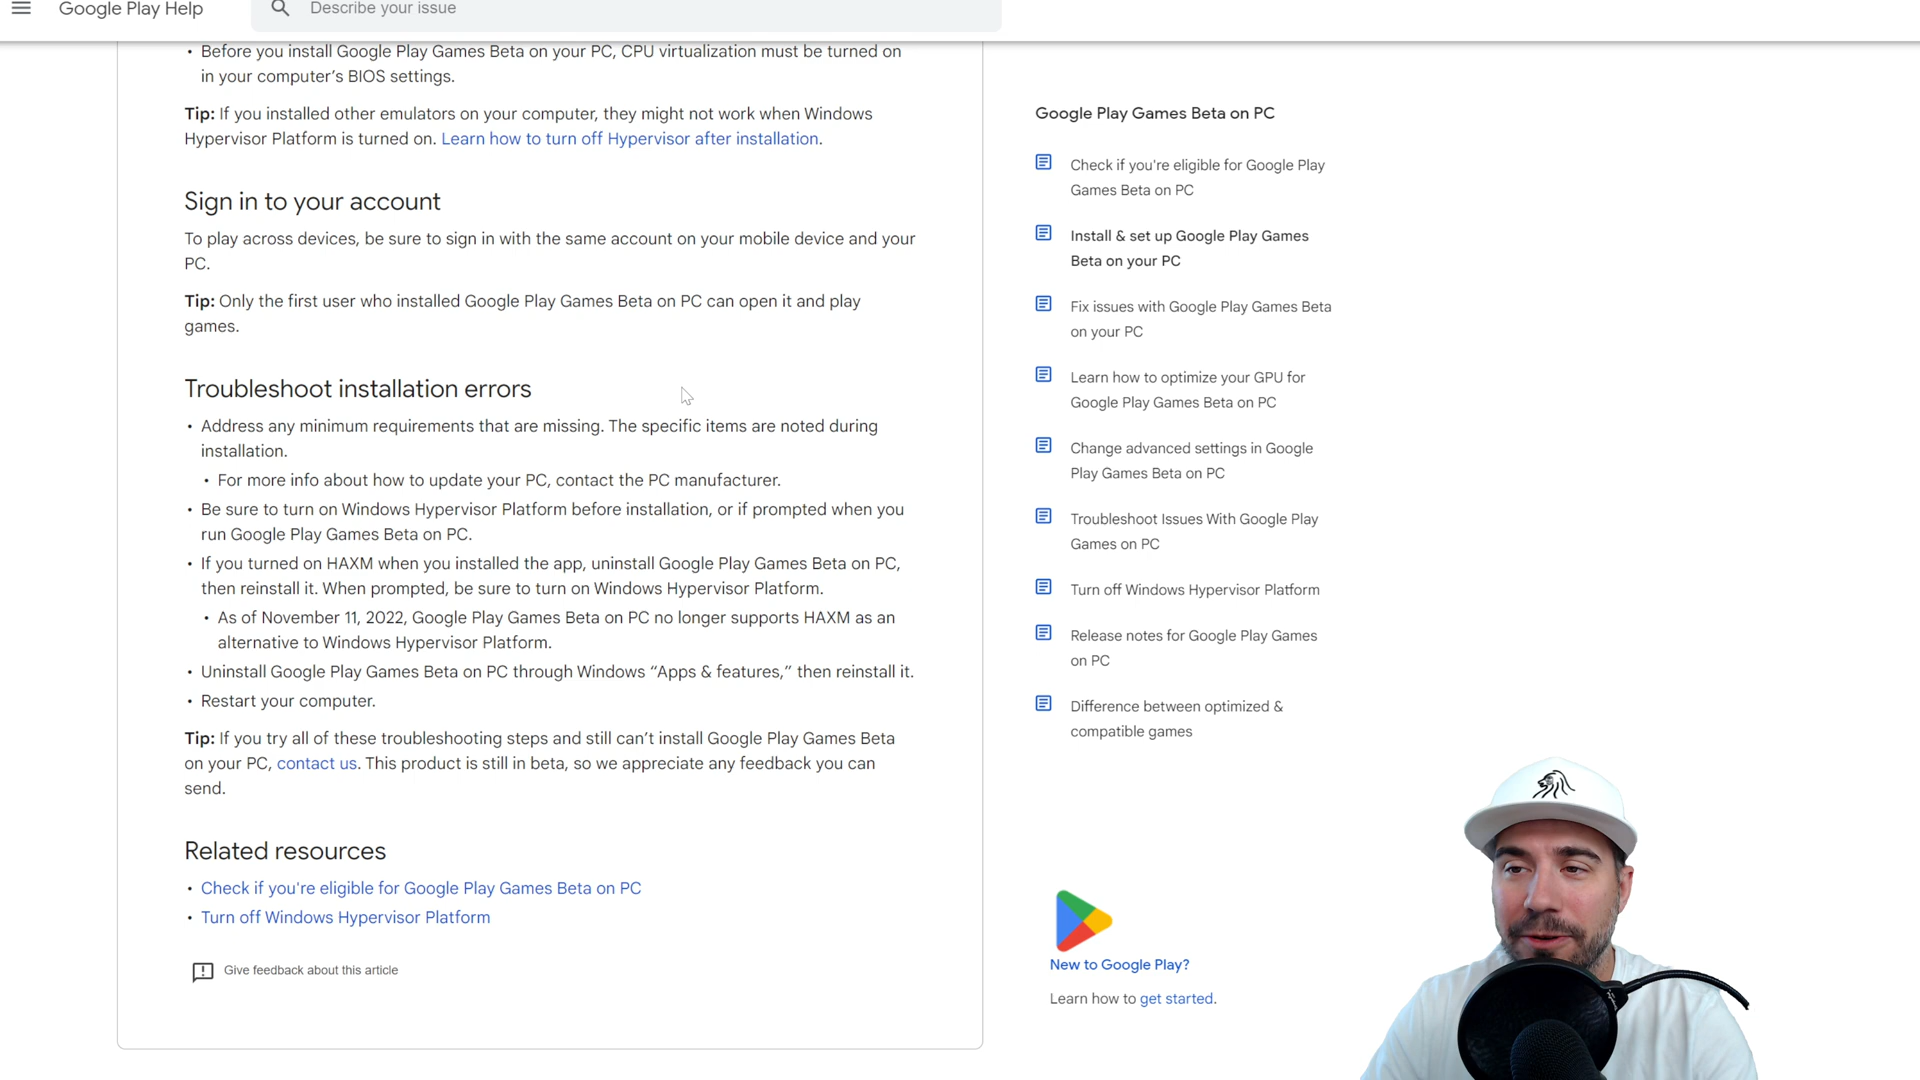 Google Play Help
Describe your issue
• Before you install Google Play Games Beta on your PC, CPU virtualization must be turned on
in your computer's BIOS settings.
Tip: If you installed other emulators on your computer, they might not work when Windows
Hypervisor Platform is turned on. Learn how to turn off Hypervisor after installation.
Sign in to your account
To play across devices, be sure to sign in with the same account on your mobile device and your
PC.
Tip: Only the first user who installed Google Play Games Beta on PC can open it and play
games.
Troubleshoot installation errors
• Address any minimum requirements that are missing. The specific items are noted during
installation.
• For more info about how to update your PC, contact the PC manufacturer.
• Be sure to turn on Windows Hypervisor Platform before installation, or if prompted when you
run Google Play Games Beta on PC.
• If you turned on HAXM when you installed the app, uninstall Google Play Games Beta on PC,
then reinstall it. When prompted, be sure to turn on Windows Hypervisor Platform.
• As of November 11, 2022, Google Play Games Beta on PC no longer supports HAXM as an
alternative to Windows Hypervisor Platform.
• Uninstall Google Play Games Beta on PC through Windows “Apps & features,” then reinstall it.
• Restart your computer.
Tip: If you try all of these troubleshooting steps and still can’t install Google Play Games Beta
on your PC, contact us. This product is still in beta, so we appreciate any feedback you can
send.
Related resources
• Check if you're eligible for Google Play Games Beta on PC
• Turn off Windows Hypervisor Platform
Give feedback about this article
Google Play Games Beta on PC
Check if you're eligible for Google Play
Games Beta on PC
Install & set up Google Play Games
Beta on your PC
Fix issues with Google Play Games Beta
on your PC
Learn how to optimize your GPU for
Google Play Games Beta on PC
Change advanced settings in Google
Play Games Beta on PC
Troubleshoot Issues With Google Play
Games on PC
Turn off Windows Hypervisor Platform
Release notes for Google Play Games
on PC
Difference between optimized &
compatible games
New to Google Play?
Learn how to get started.